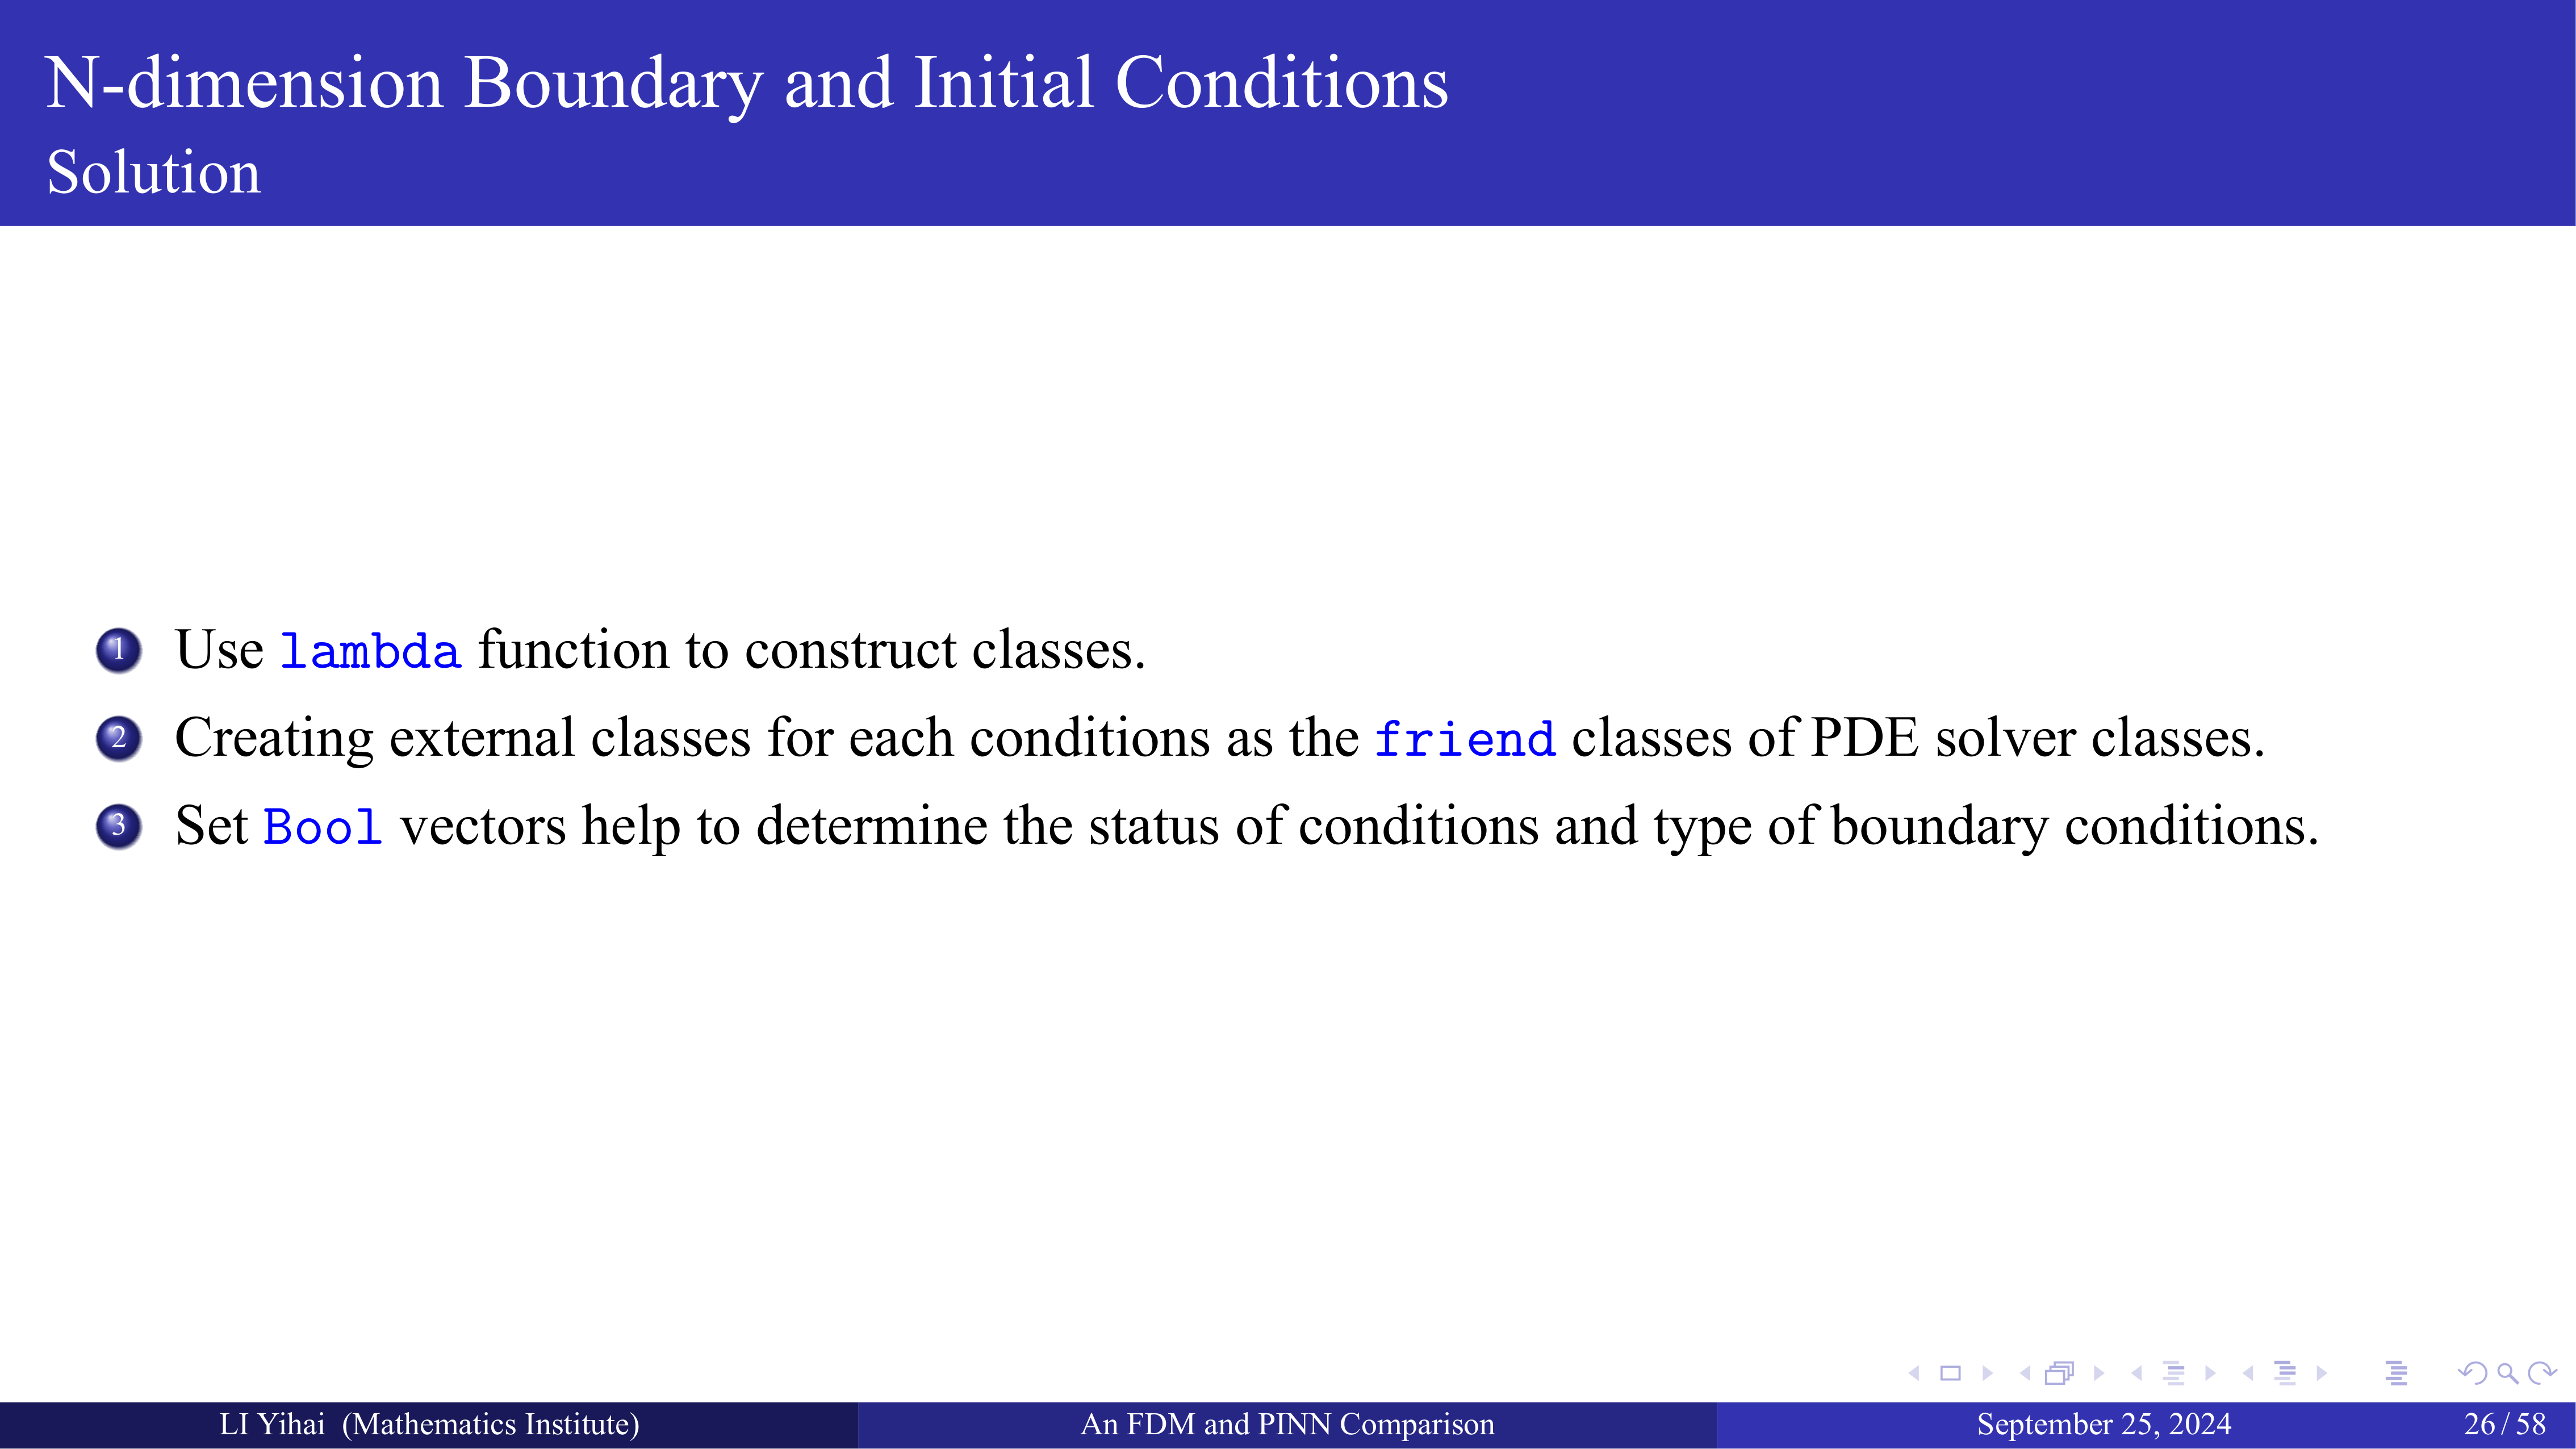 N-dimension Boundary and Initial Conditions
Solution
1 Use lambda function to construct classes.
2 Creating external classes for each conditions as the friend classes of PDE solver classes.
3 Set Bool vectors help to determine the status of conditions and type of boundary conditions.
LI Yihai (Mathematics Institute) An FDM and PINN Comparison September 25, 2024 26 / 58